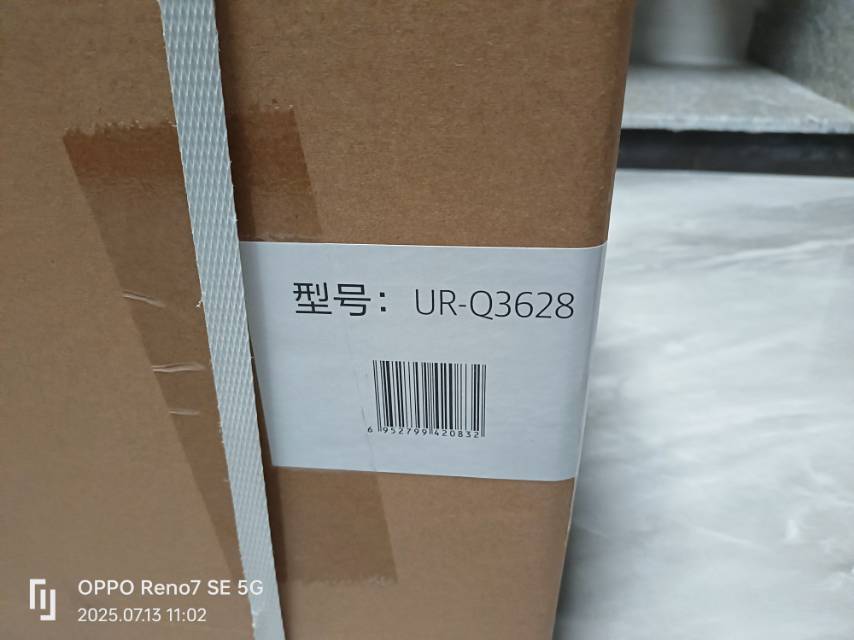 型号： UR-Q3628
6 952799 420832
OPPO Reno7 SE 5G
2025.07.13 11:02